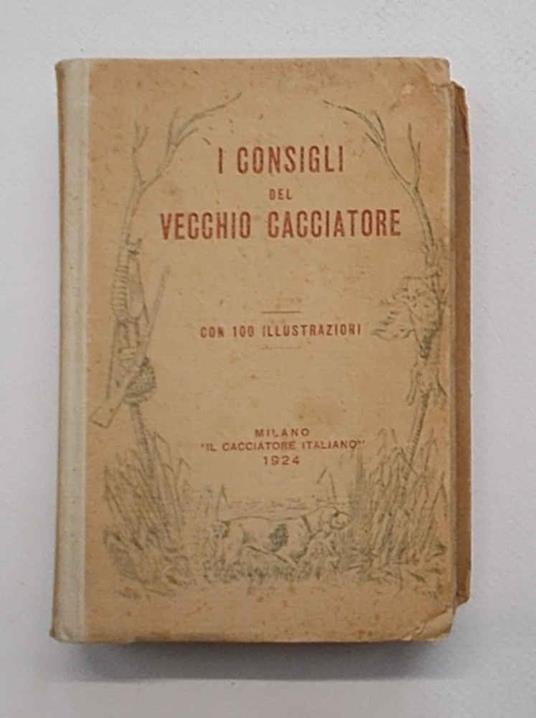 I CONSIGLI
DEL
VECCHIO CACCIATORE
CON 100 ILLUSTRAZIONI
MILANO
"IL CACCIATORE ITALIANO"
1924